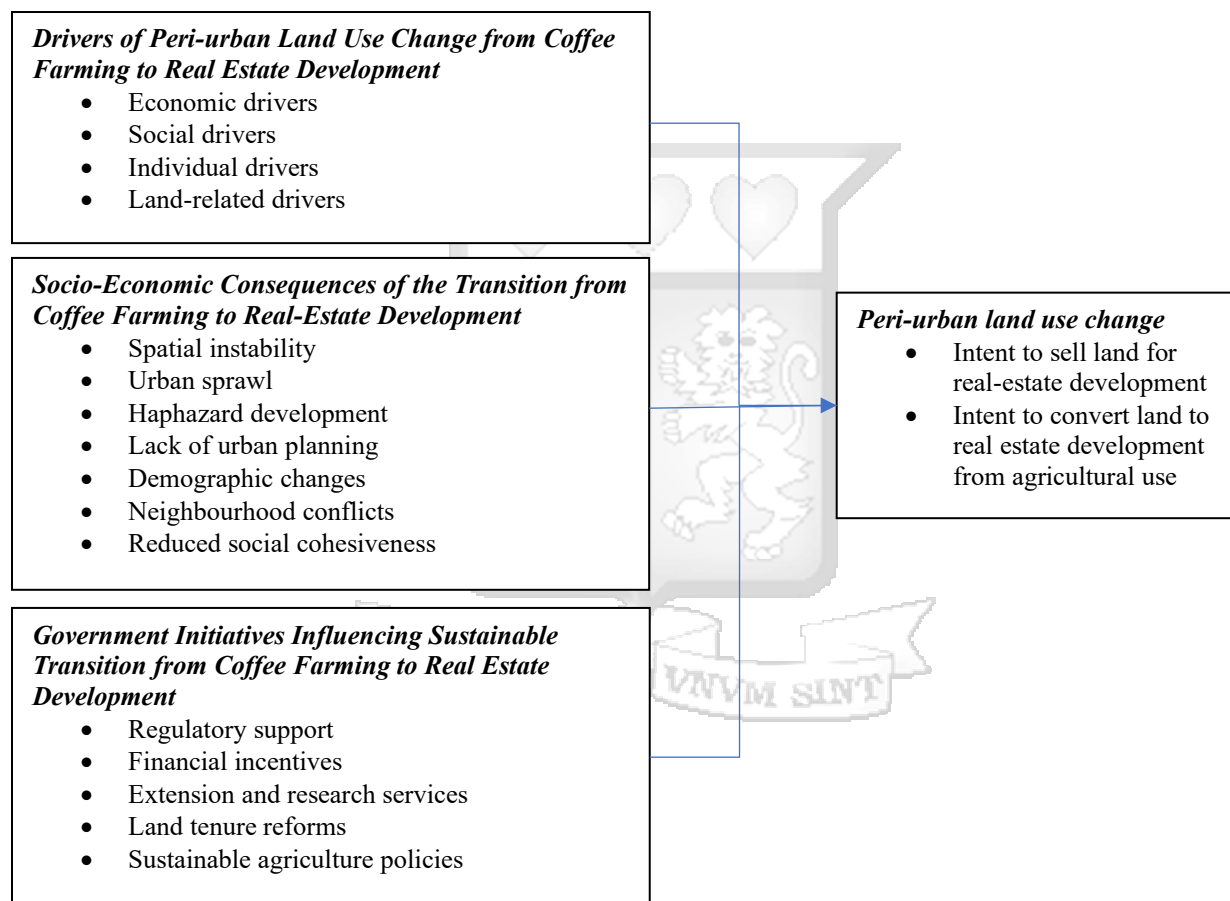 Drivers of Peri-urban Land Use Change from Coffee
Farming to Real Estate Development
• Economic drivers
• Social drivers
• Individual drivers
• Land-related drivers
Socio-Economic Consequences of the Transition from
Coffee Farming to Real-Estate Development
• Spatial instability
• Urban sprawl
• Haphazard development
• Lack of urban planning
• Demographic changes
• Neighbourhood conflicts
• Reduced social cohesiveness
Government Initiatives Influencing Sustainable
Transition from Coffee Farming to Real Estate
Development
• Regulatory support
• Financial incentives
• Extension and research services
• Land tenure reforms
• Sustainable agriculture policies
Peri-urban land use change
• Intent to sell land for
real-estate development
• Intent to convert land to
real estate development
from agricultural use
VNVM SINT